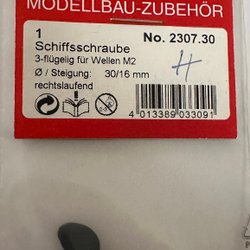 MODELLBAU-ZUBEHÖR
1 No. 2307.30
Schiffsschraube
3-flügelig für Wellen M2
Ø / Steigung: 30/16 mm
rechtslaufend
H
4 013389 033091